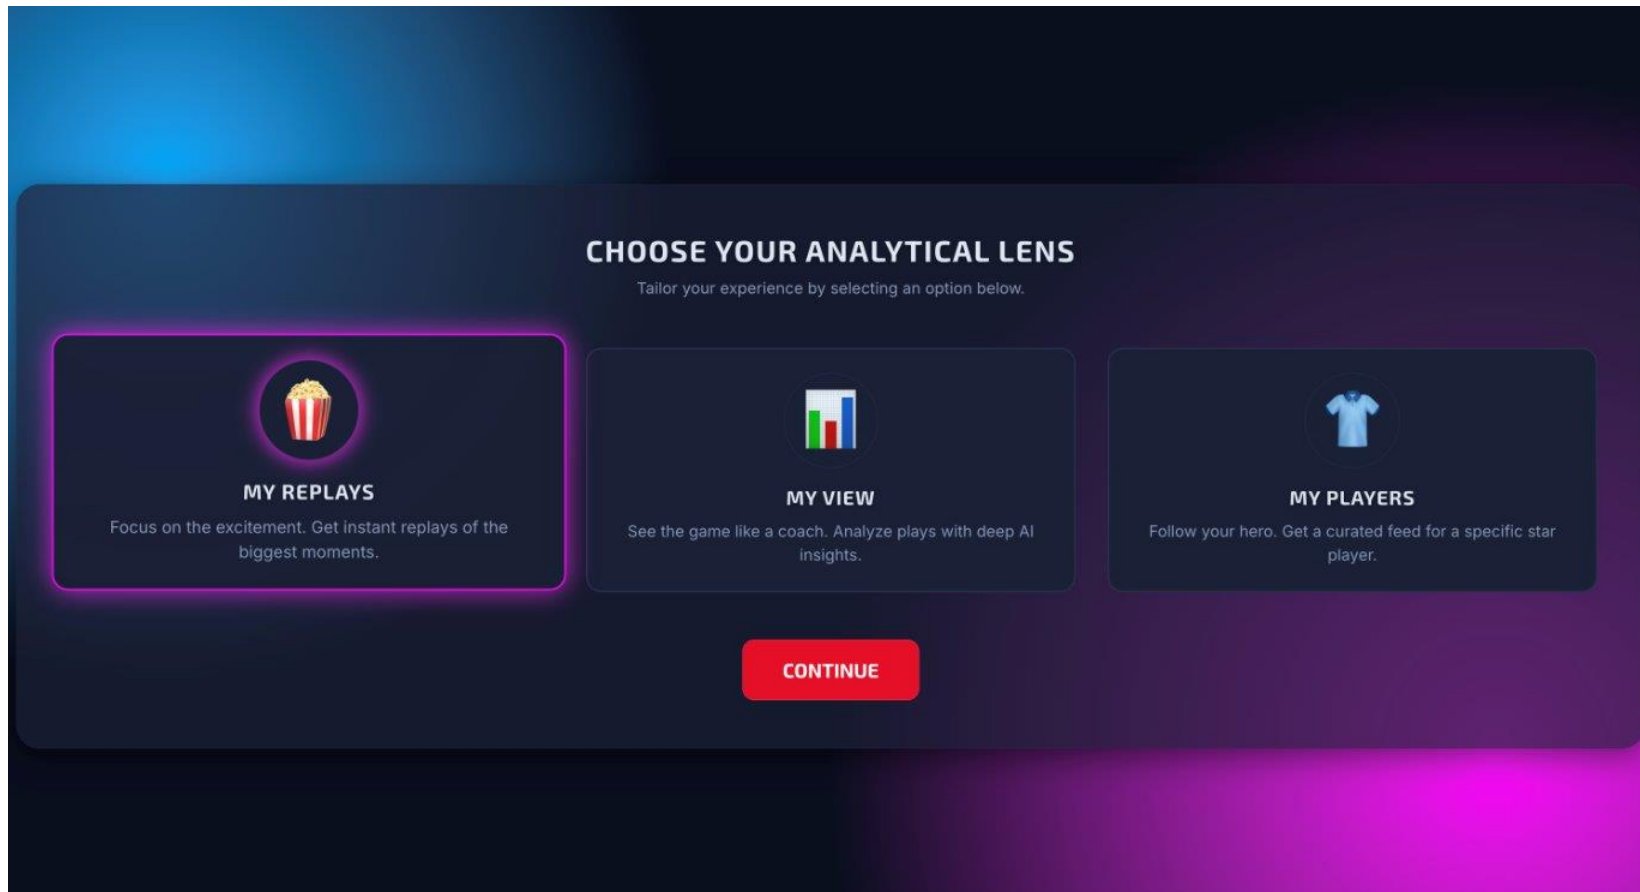 CHOOSE YOUR ANALYTICAL LENS
Tailor your experience by selecting an option below.
MY REPLAYS
Focus on the excitement. Get instant replays of the
biggest moments.
MY VIEW
See the game like a coach. Analyze plays with deep AI
insights.
MY PLAYERS
Follow your hero. Get a curated feed for a specific star
player.
CONTINUE